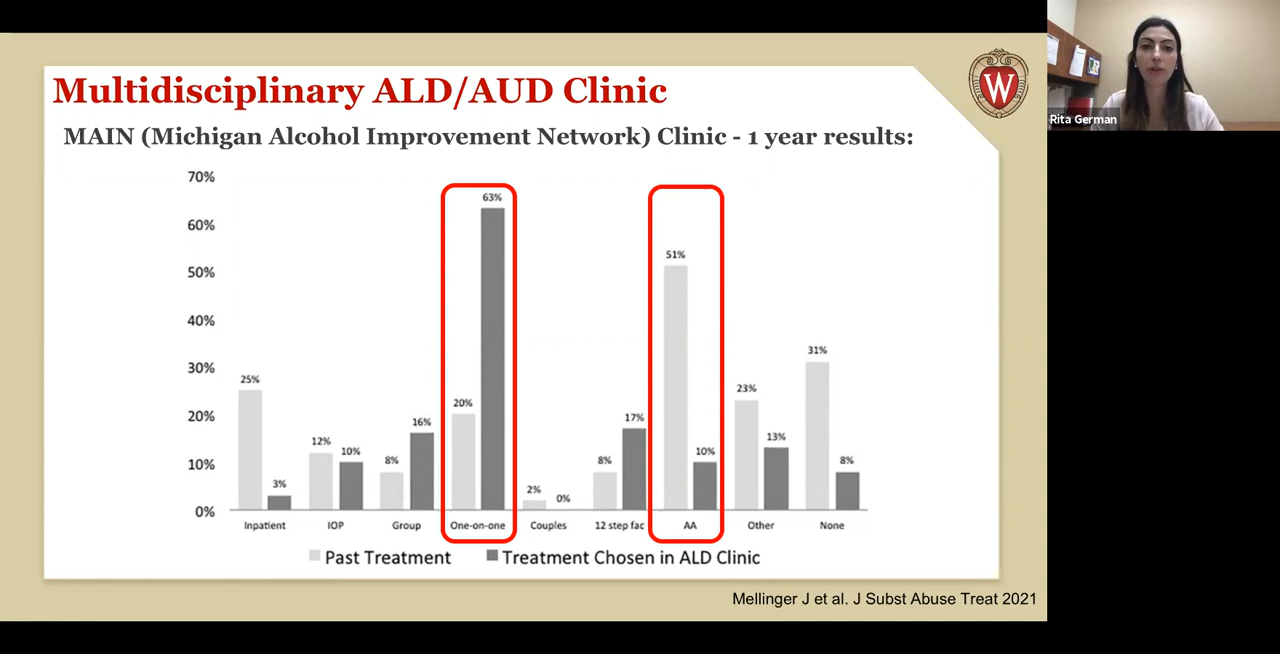 Multidisciplinary ALD/AUD Clinic
W
Rita German
MAIN (Michigan Alcohol Improvement Network) Clinic - 1 year results:
70%
60%
50%
40%
30%
20%
10%
0%
25%
3%
12%
10%
8%
16%
20%
63%
2%
0%
8%
17%
51%
10%
23%
13%
31%
8%
Inpatient
IOP
Group
One-on-one
Couples
12 step fac
AA
Other
None
Past Treatment
Treatment Chosen in ALD Clinic
Mellinger J et al. J Subst Abuse Treat 2021